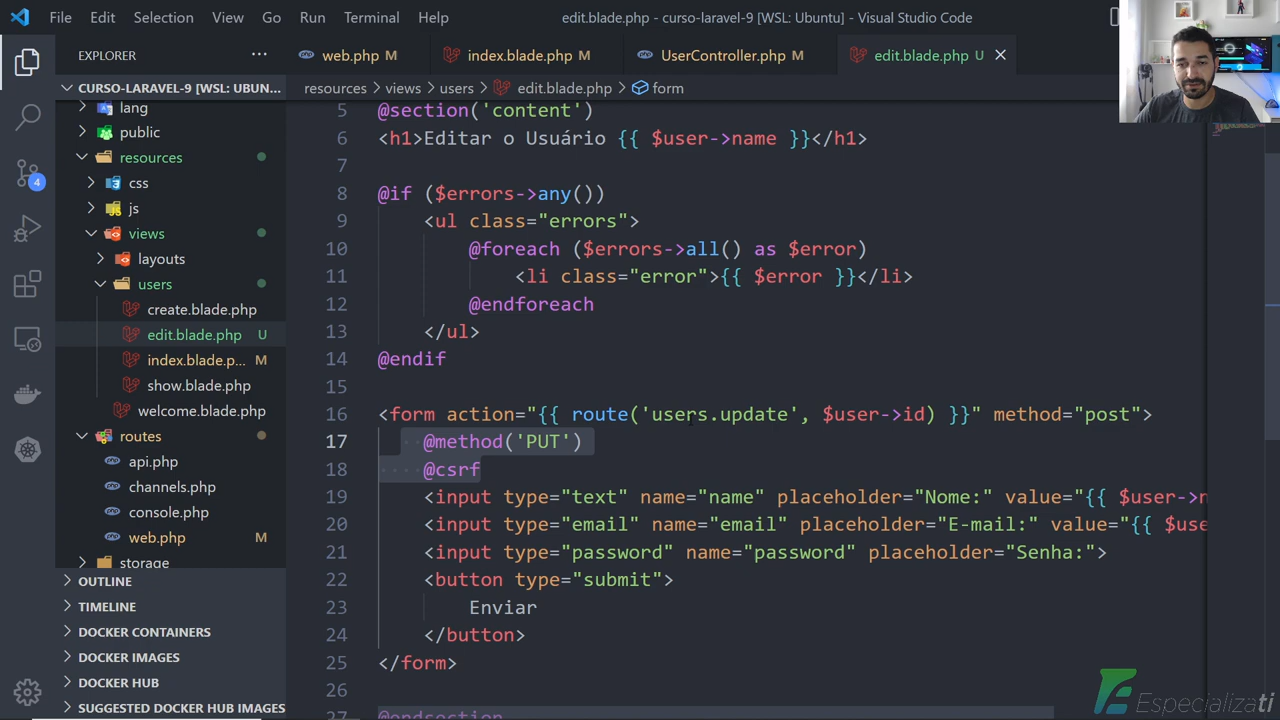 File Edit Selection View Go Run Terminal Help
edit.blade.php - curso-laravel-9 [WSL: Ubuntu] - Visual Studio Code
EXPLORER
web.php M
index.blade.php M
UserController.php M
edit.blade.php U
CURSO-LARAVEL-9 [WSL: UBUN...
lang
public
resources
css
js
views
layouts
users
create.blade.php
edit.blade.php U
index.blade.p... M
show.blade.php
welcome.blade.php
routes
api.php
channels.php
console.php
web.php M
storage
OUTLINE
TIMELINE
DOCKER CONTAINERS
DOCKER IMAGES
DOCKER HUB
SUGGESTED DOCKER HUB IMAGES
4
resources > views > users > edit.blade.php > form
5 @section('content')
6 <h1>Editar o Usuário {{ $user->name }}</h1>
7
8 @if ($errors->any())
9 <ul class="errors">
10 @foreach ($errors->all() as $error)
11 <li class="error">{{ $error }}</li>
12 @endforeach
13 </ul>
14 @endif
15
16 <form action="{{ route('users.update', $user->id) }}" method="post">
17 @method('PUT')
18 @csrf
19 <input type="text" name="name" placeholder="Nome:" value="{{ $user->n
20 <input type="email" name="email" placeholder="E-mail:" value="{{ $use
21 <input type="password" name="password" placeholder="Senha:">
22 <button type="submit">
23 Enviar
24 </button>
25 </form>
26
27 @endsection
Especializati